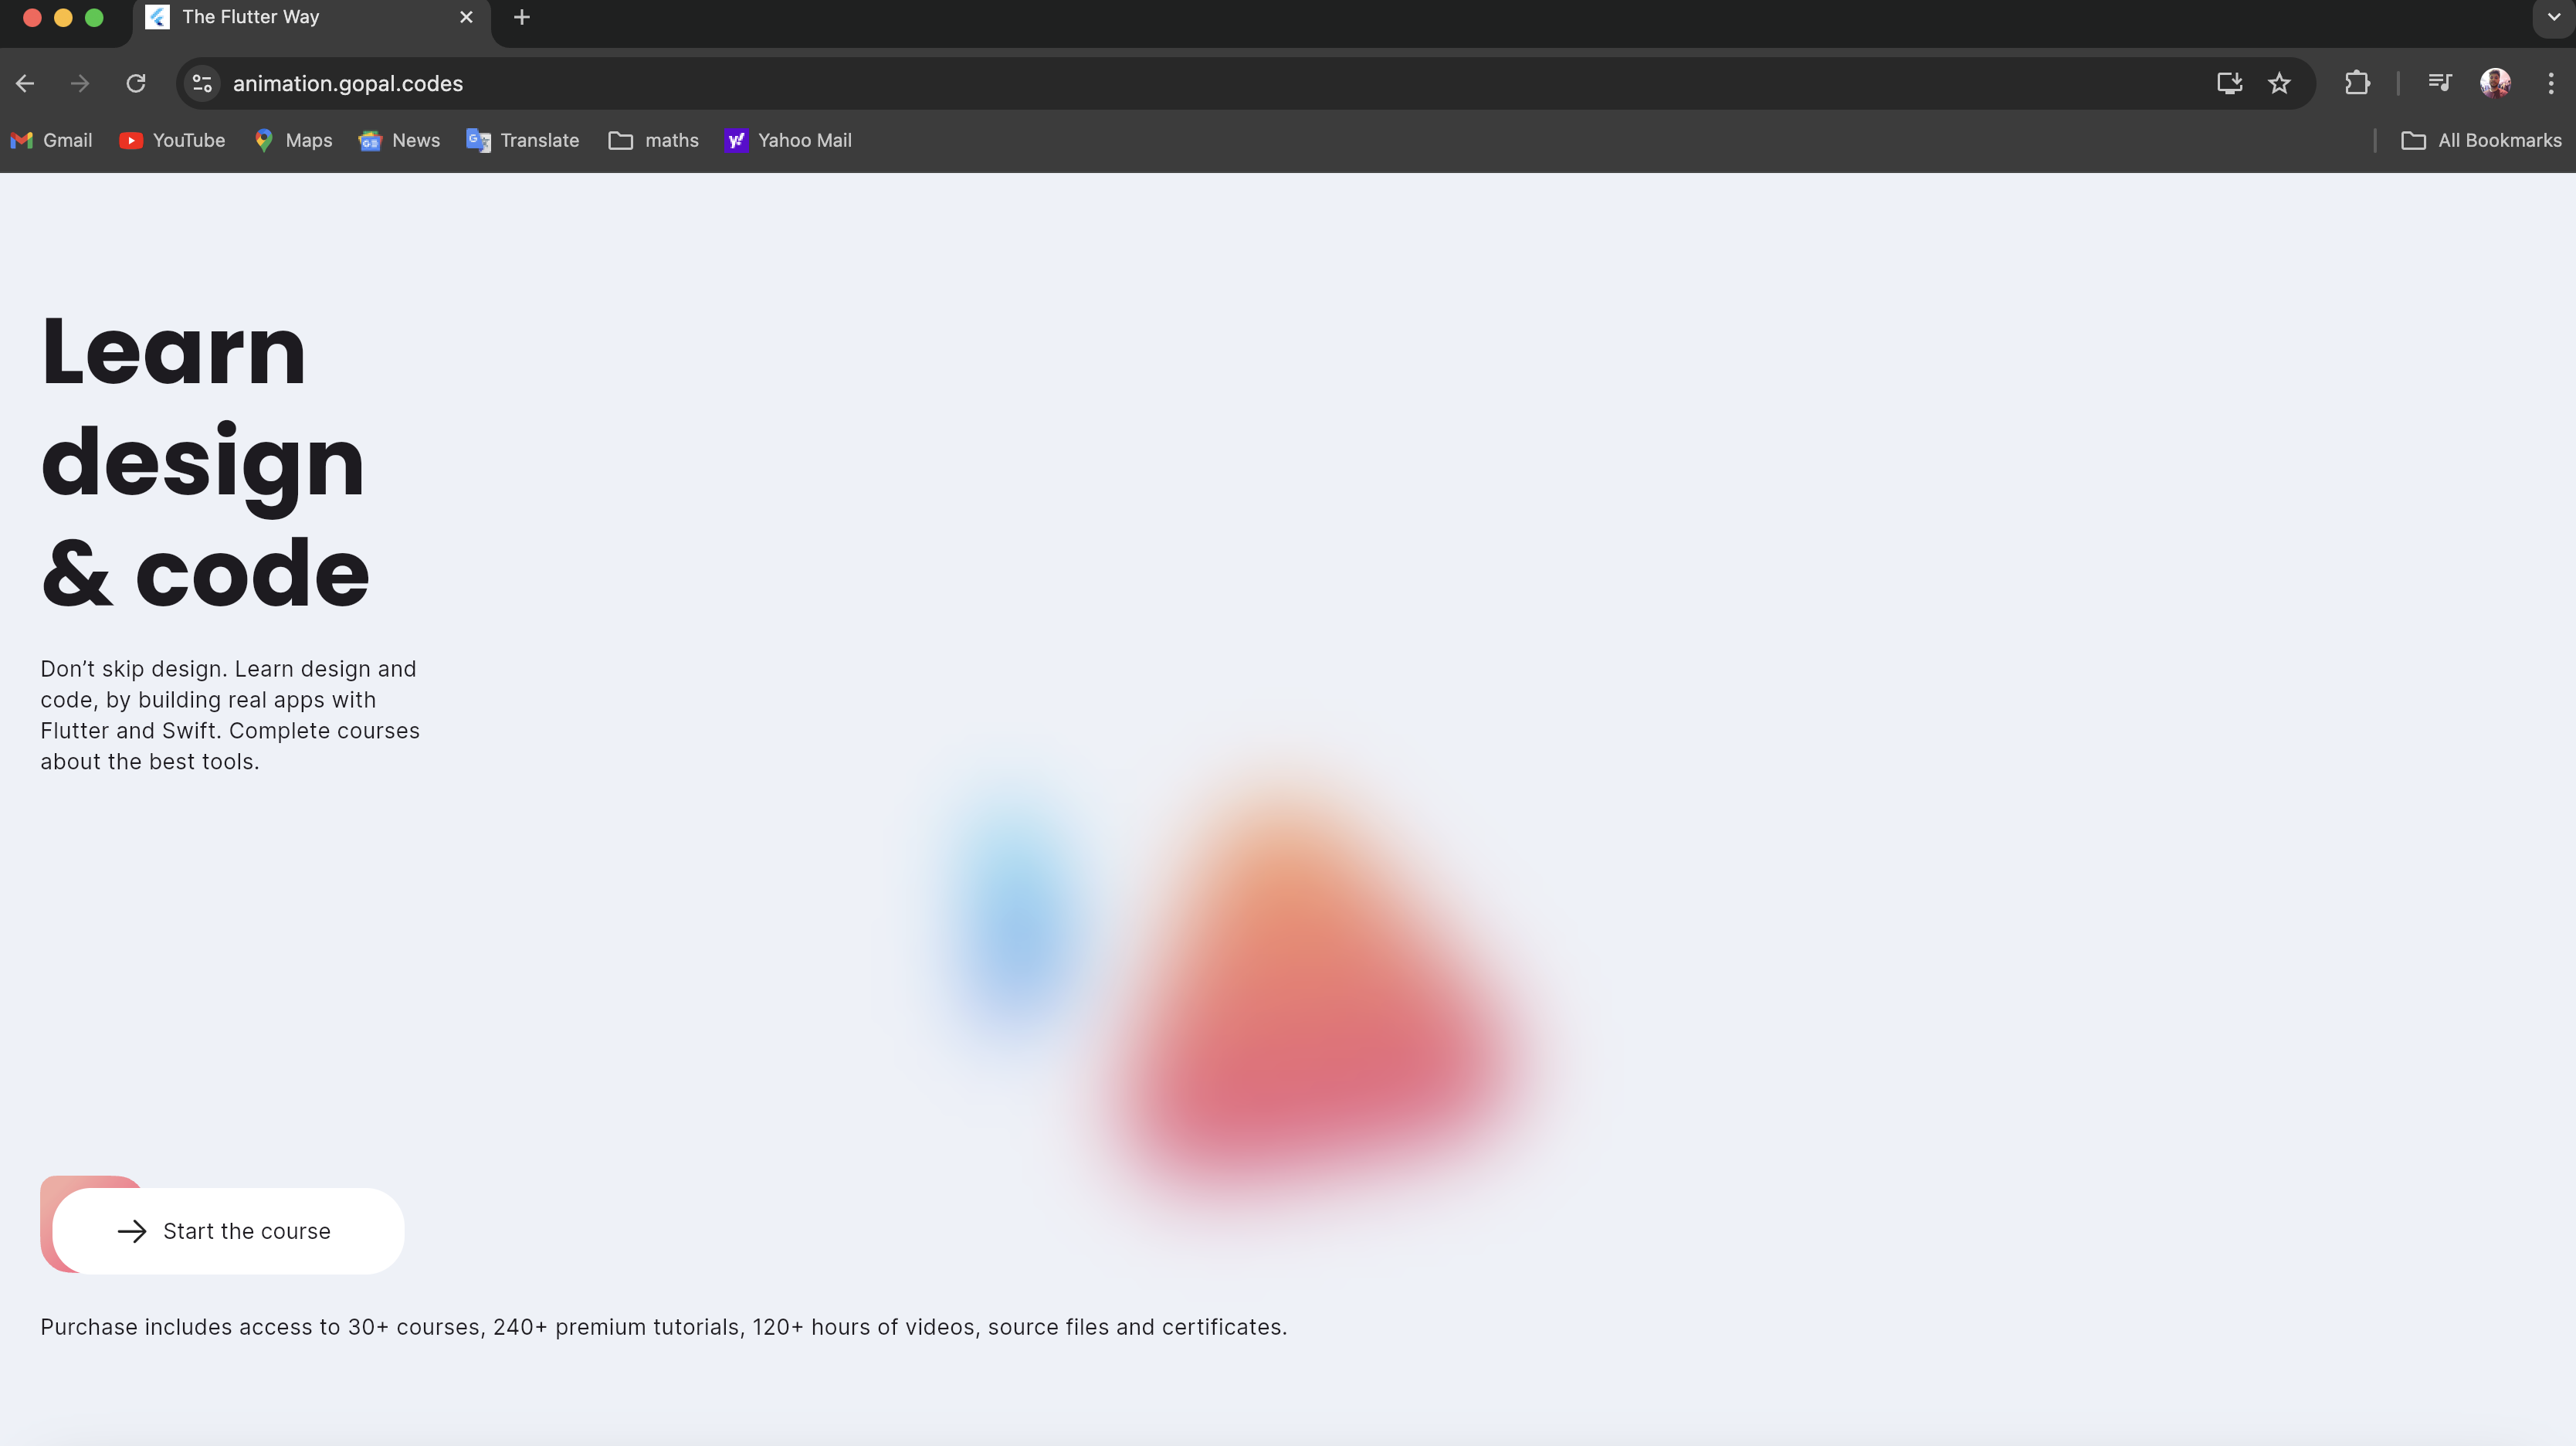 The Flutter Way
animation.gopal.codes
Gmail YouTube Maps News Translate maths Yahoo Mail All Bookmarks
Learn
design
& code
Don’t skip design. Learn design and
code, by building real apps with
Flutter and Swift. Complete courses
about the best tools.
Start the course
Purchase includes access to 30+ courses, 240+ premium tutorials, 120+ hours of videos, source files and certificates.